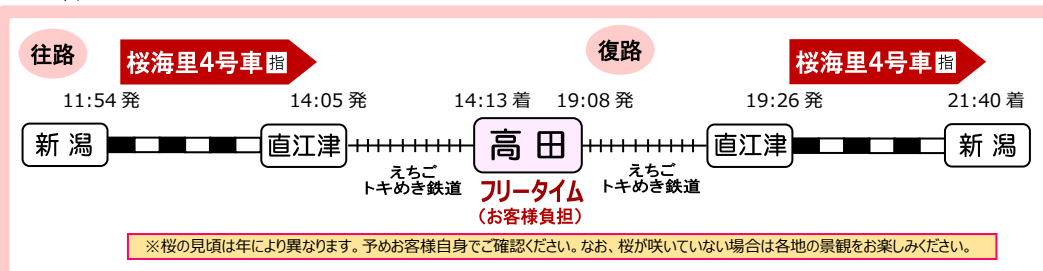 往路
桜海里4号車指
復路
桜海里4号車指
11:54 発
14:05 発
14:13 着
19:08 発
19:26 発
21:40 着
新潟
直江津
高田
直江津
新潟
えちご
トキめき鉄道
えちご
トキめき鉄道
フリータイム
(お客様負担)
※桜の見頃は年により異なります。予めお客様自身でご確認ください。なお、桜が咲いていない場合は各地の景観をお楽しみください。